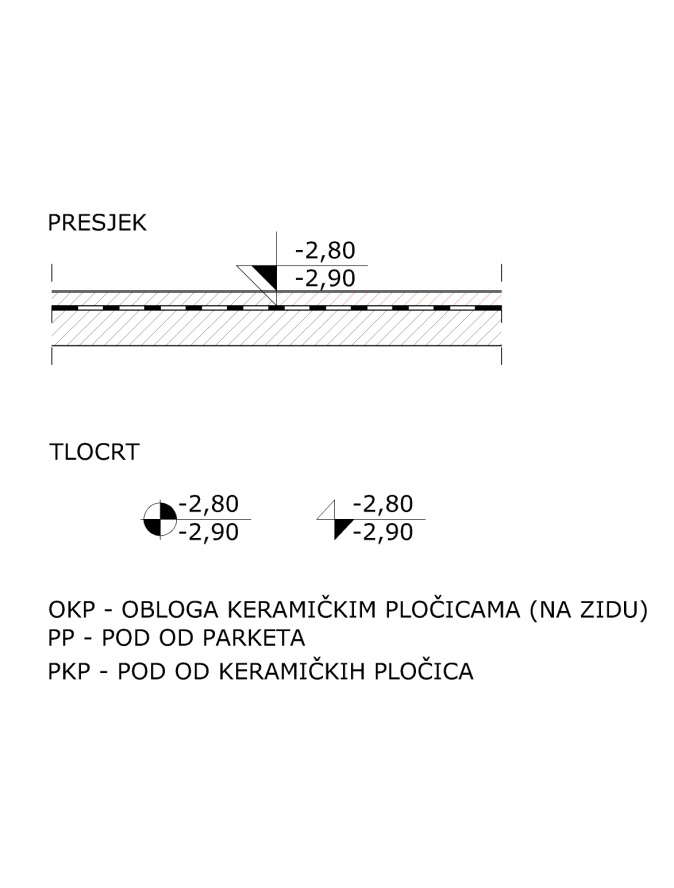 PRESJEK
-2,80
-2,90
TLOCRT
-2,80
-2,90
-2,80
-2,90
OKP - OBLOGA KERAMIČKIM PLOČICAMA (NA ZIDU)
PP - POD OD PARKETA
PKP - POD OD KERAMIČKIH PLOČICA